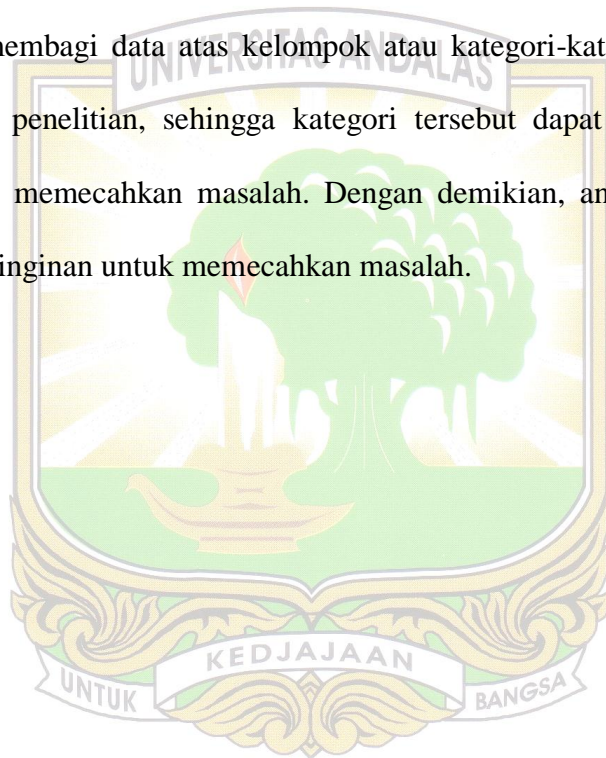 membagi data atas kelompok atau kategori-kat
UNIVERSITAS ANDALAS
penelitian, sehingga kategori tersebut dapat
memecahkan masalah. Dengan demikian, an
inginan untuk memecahkan masalah.
KEDJAJAAN
UNTUK
BANGSA